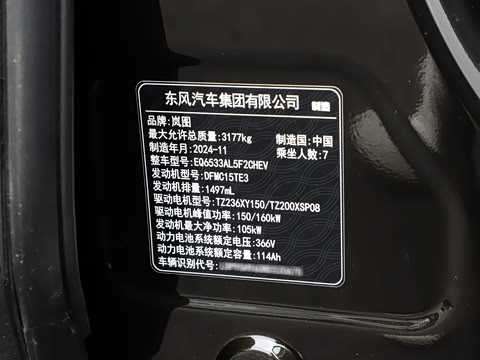 东风汽车集团有限公司 制造
品牌:岚图
最大允许总质量:3177kg 制造国:中国
制造年月:2024-11 乘坐人数:7
整车型号:EQ6533AL5F2CHEV
发动机型号:DFMC15TE3
发动机排量:1497mL
驱动电机型号:TZ236XY150/TZ200XSP08
驱动电机峰值功率:150/160kW
发动机最大净功率:105kW
动力电池系统额定电压:366V
动力电池系统额定容量:114Ah
车辆识别代号: